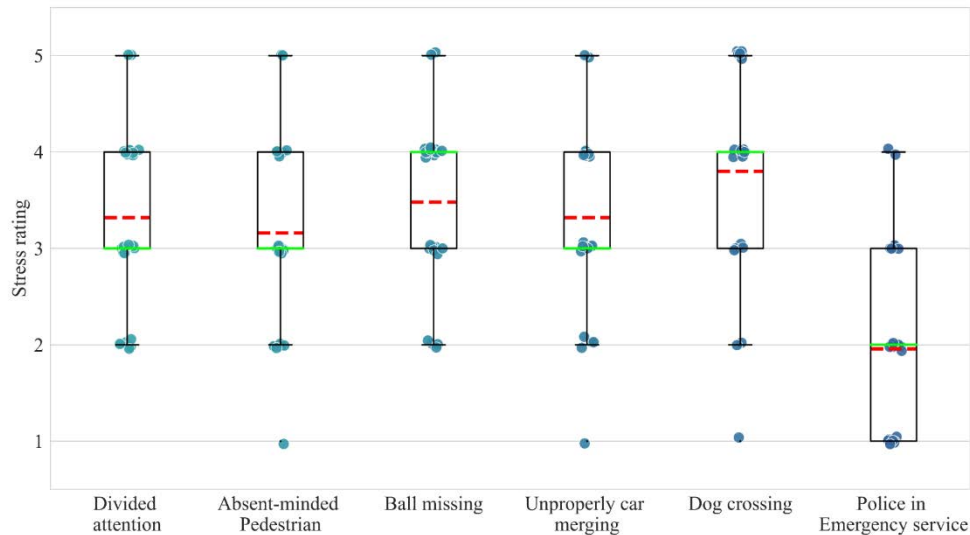 Stress rating
5
4
3
2
1
Divided
attention
Absent-minded
Pedestrian
Ball missing
Unproperly car
merging
Dog crossing
Police in
Emergency service